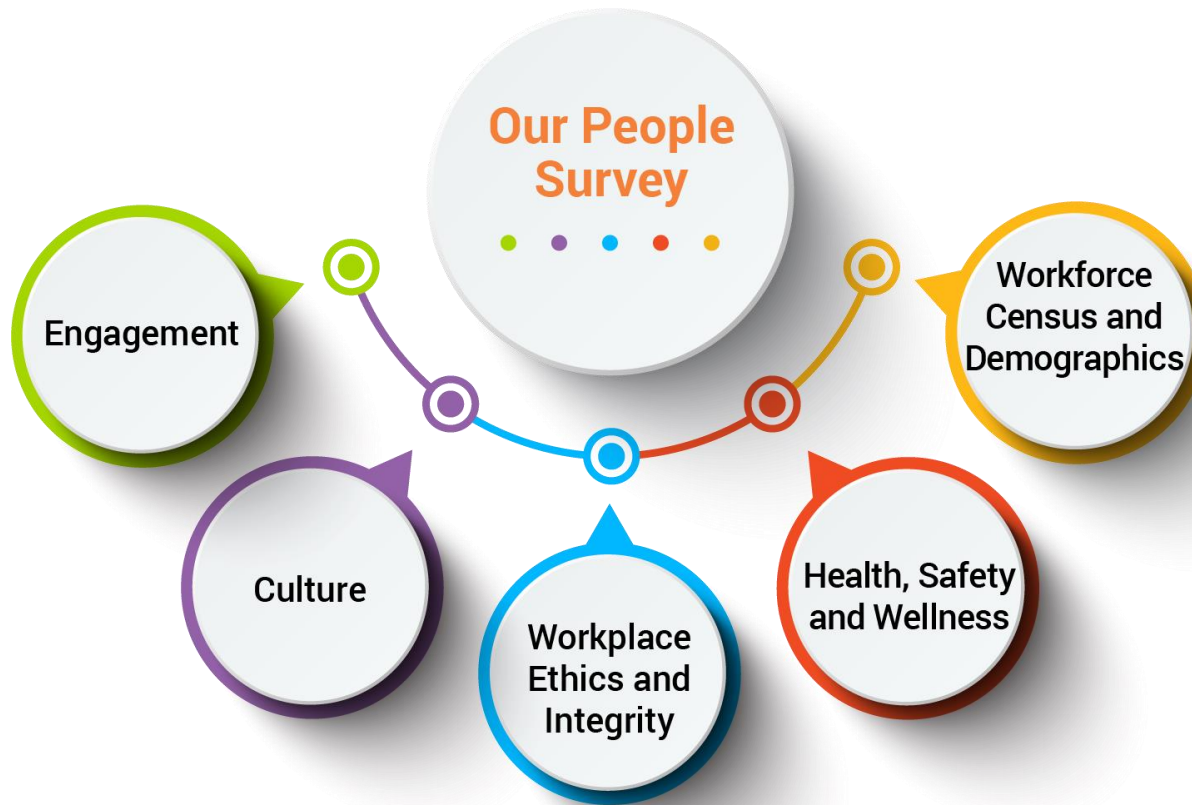 Our People
Survey
Engagement
Culture
Workplace
Ethics and
Integrity
Health, Safety
and Wellness
Workforce
Census and
Demographics